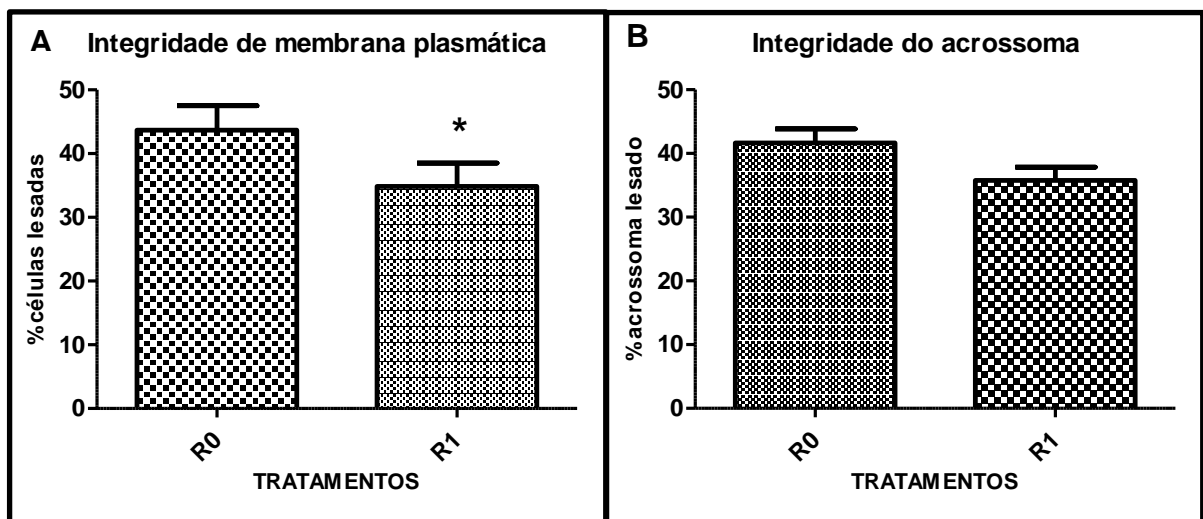 A Integridade de membrana plasmática
%células lesadas
50
40
30
20
10
0
*
R0
R1
TRATAMENTOS
B Integridade do acrossoma
%acrossoma lesado
50
40
30
20
10
0
R0
R1
TRATAMENTOS